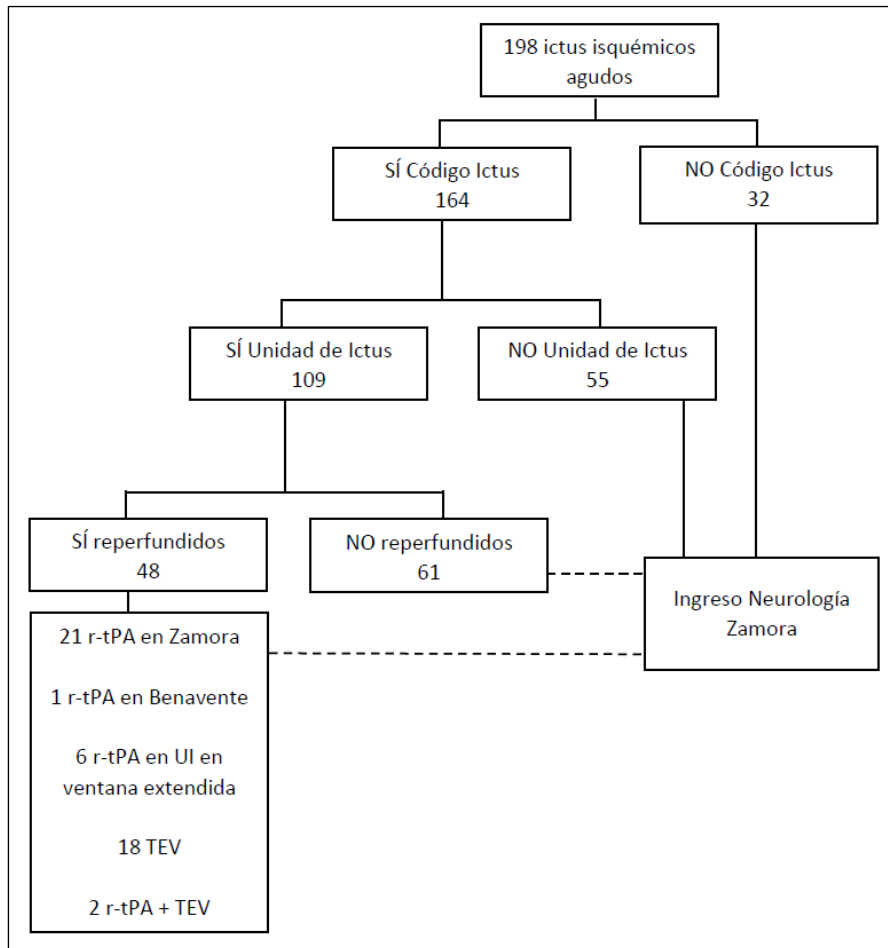 198 ictus isquémicos
agudos
SÍ Código Ictus
164
NO Código Ictus
32
SÍ Unidad de Ictus
109
NO Unidad de Ictus
55
SÍ reperfundidos
48
NO reperfundidos
61
Ingreso Neurología
Zamora
21 r-tPA en Zamora
1 r-tPA en Benavente
6 r-tPA en UI en
ventana extendida
18 TEV
2 r-tPA + TEV